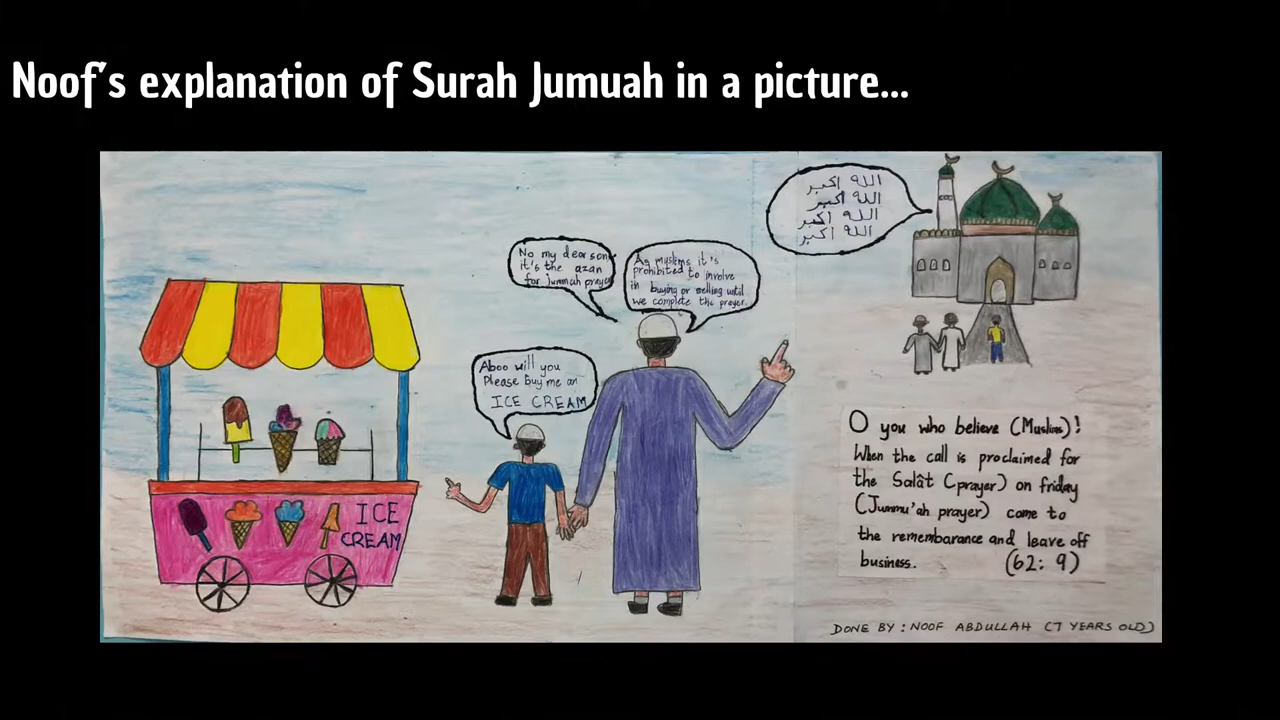 Noof's explanation of Surah Jumuah in a picture...
الله اكبر
الله اكبر
الله اكبر
الله اكبر
No my dear son
it's the azan
for jummah prayer
As muslims it's
prohibited to involve
in buying or selling until
we complete the prayer.
Aboo will you
Please buy me an
ICE CREAM
ICE
CREAM
O you who believe (Muslims)!
When the call is proclaimed for
the Salât (prayer) on friday
(Jummu'ah prayer) come to
the remembarance and leave off
business. (62: 9)
DONE BY : NOOF ABDULLAH (7 YEARS OLD)